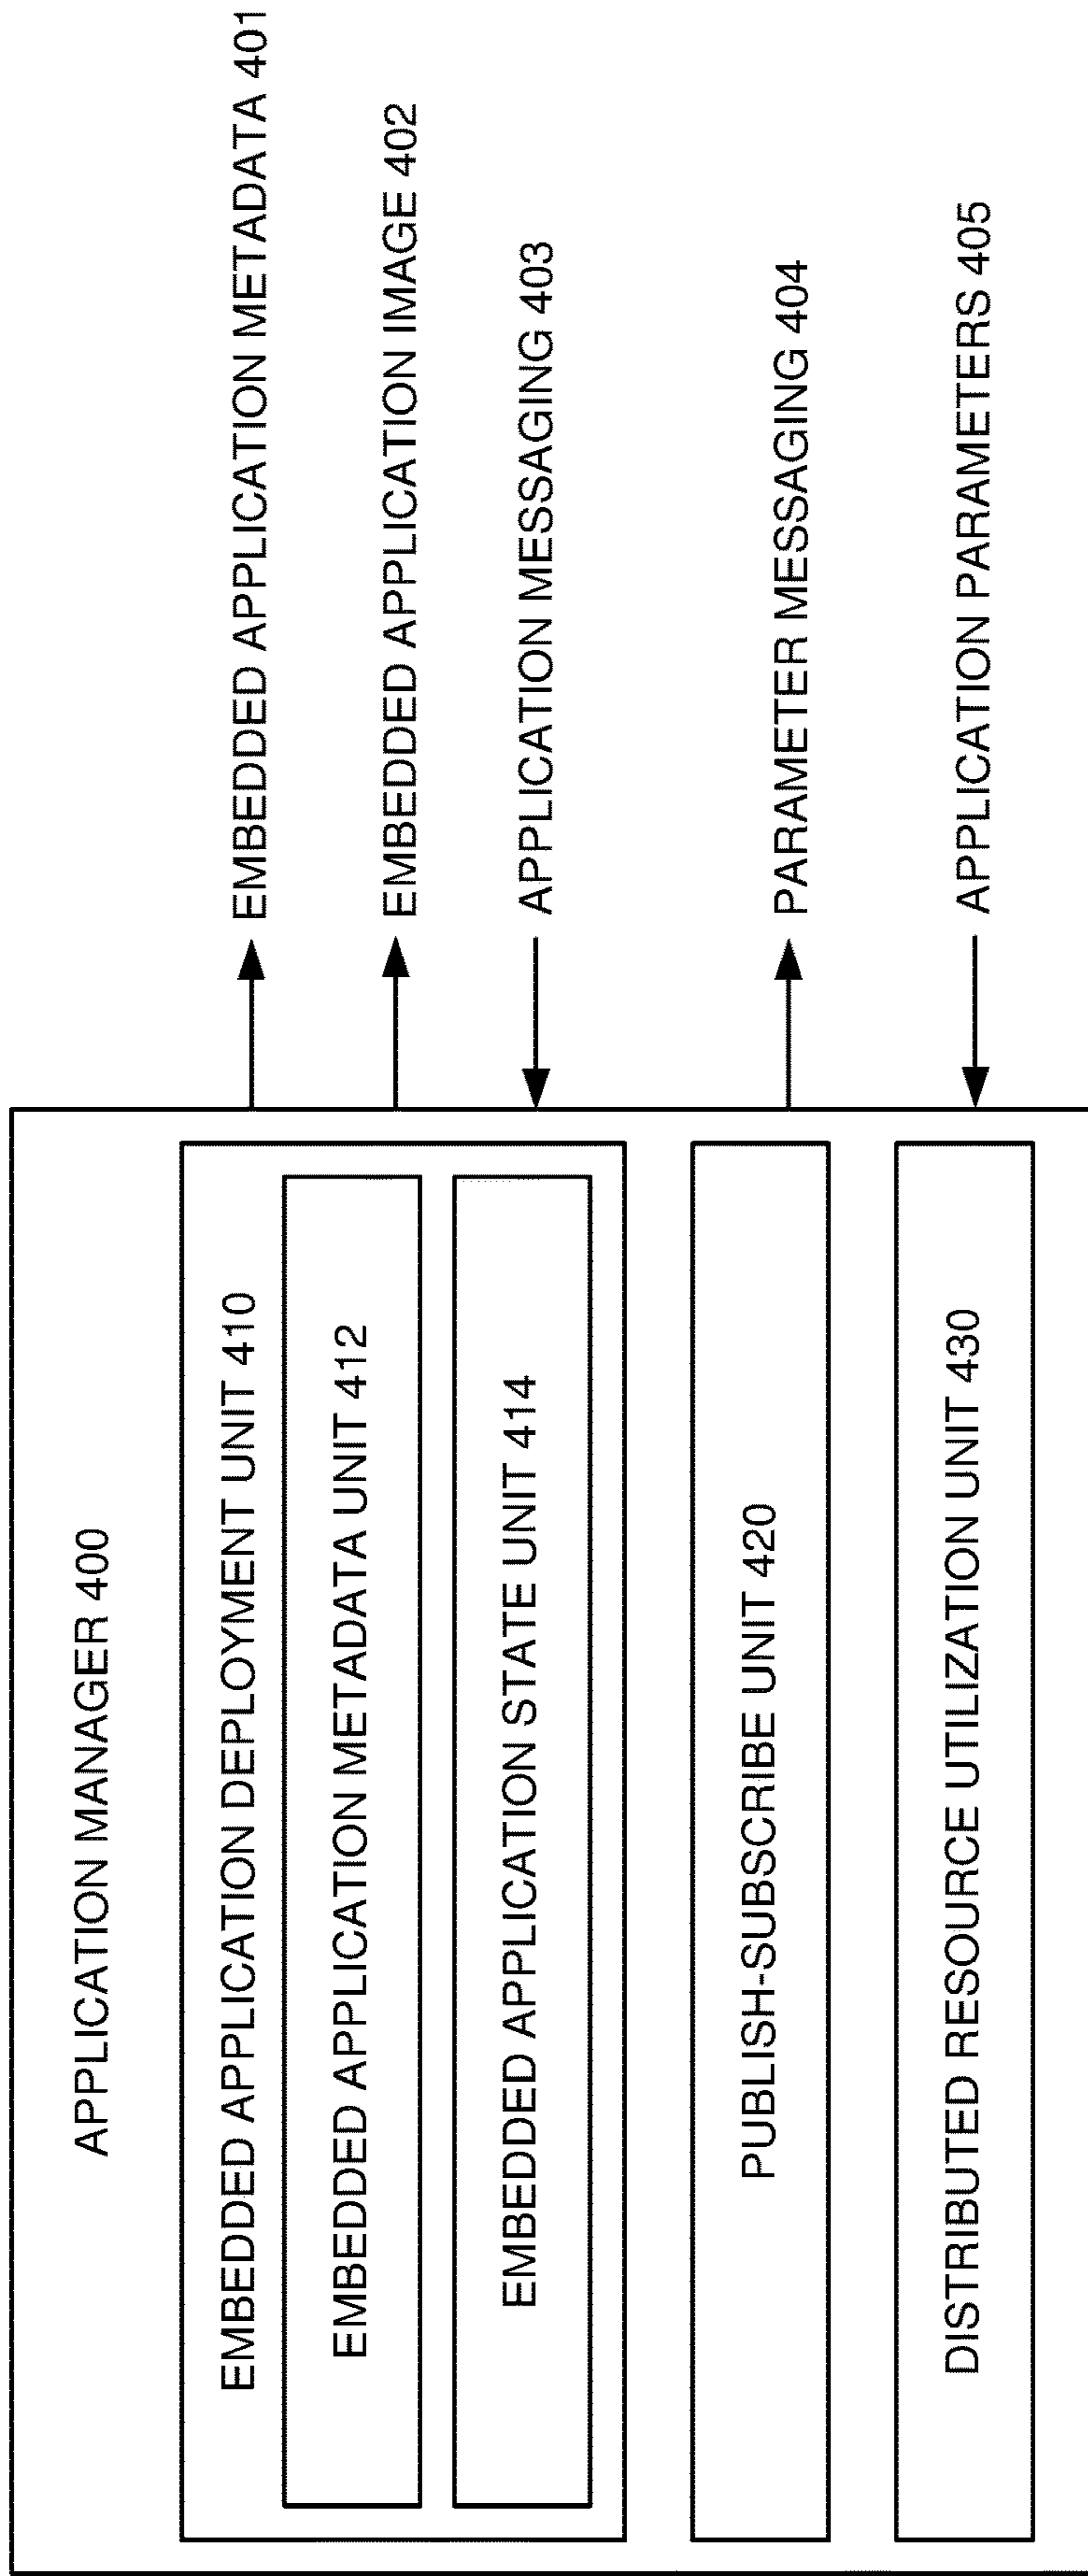 APPLICATION MANAGER 400
EMBEDDED APPLICATION DEPLOYMENT UNIT 410
EMBEDDED APPLICATION METADATA UNIT 412
EMBEDDED APPLICATION STATE UNIT 414
PUBLISH-SUBSCRIBE UNIT 420
DISTRIBUTED RESOURCE UTILIZATION UNIT 430
EMBEDDED APPLICATION METADATA 401
EMBEDDED APPLICATION IMAGE 402
APPLICATION MESSAGING 403
PARAMETER MESSAGING 404
APPLICATION PARAMETERS 405